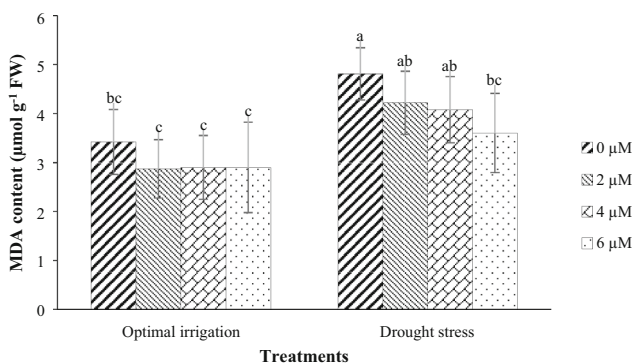 6
5
4
3
2
1
0
MDA content (µmol g⁻¹ FW)
bc
c
c
c
a
ab
ab
bc
Optimal irrigation
Drought stress
Treatments
0 µM
2 µM
4 µM
6 µM